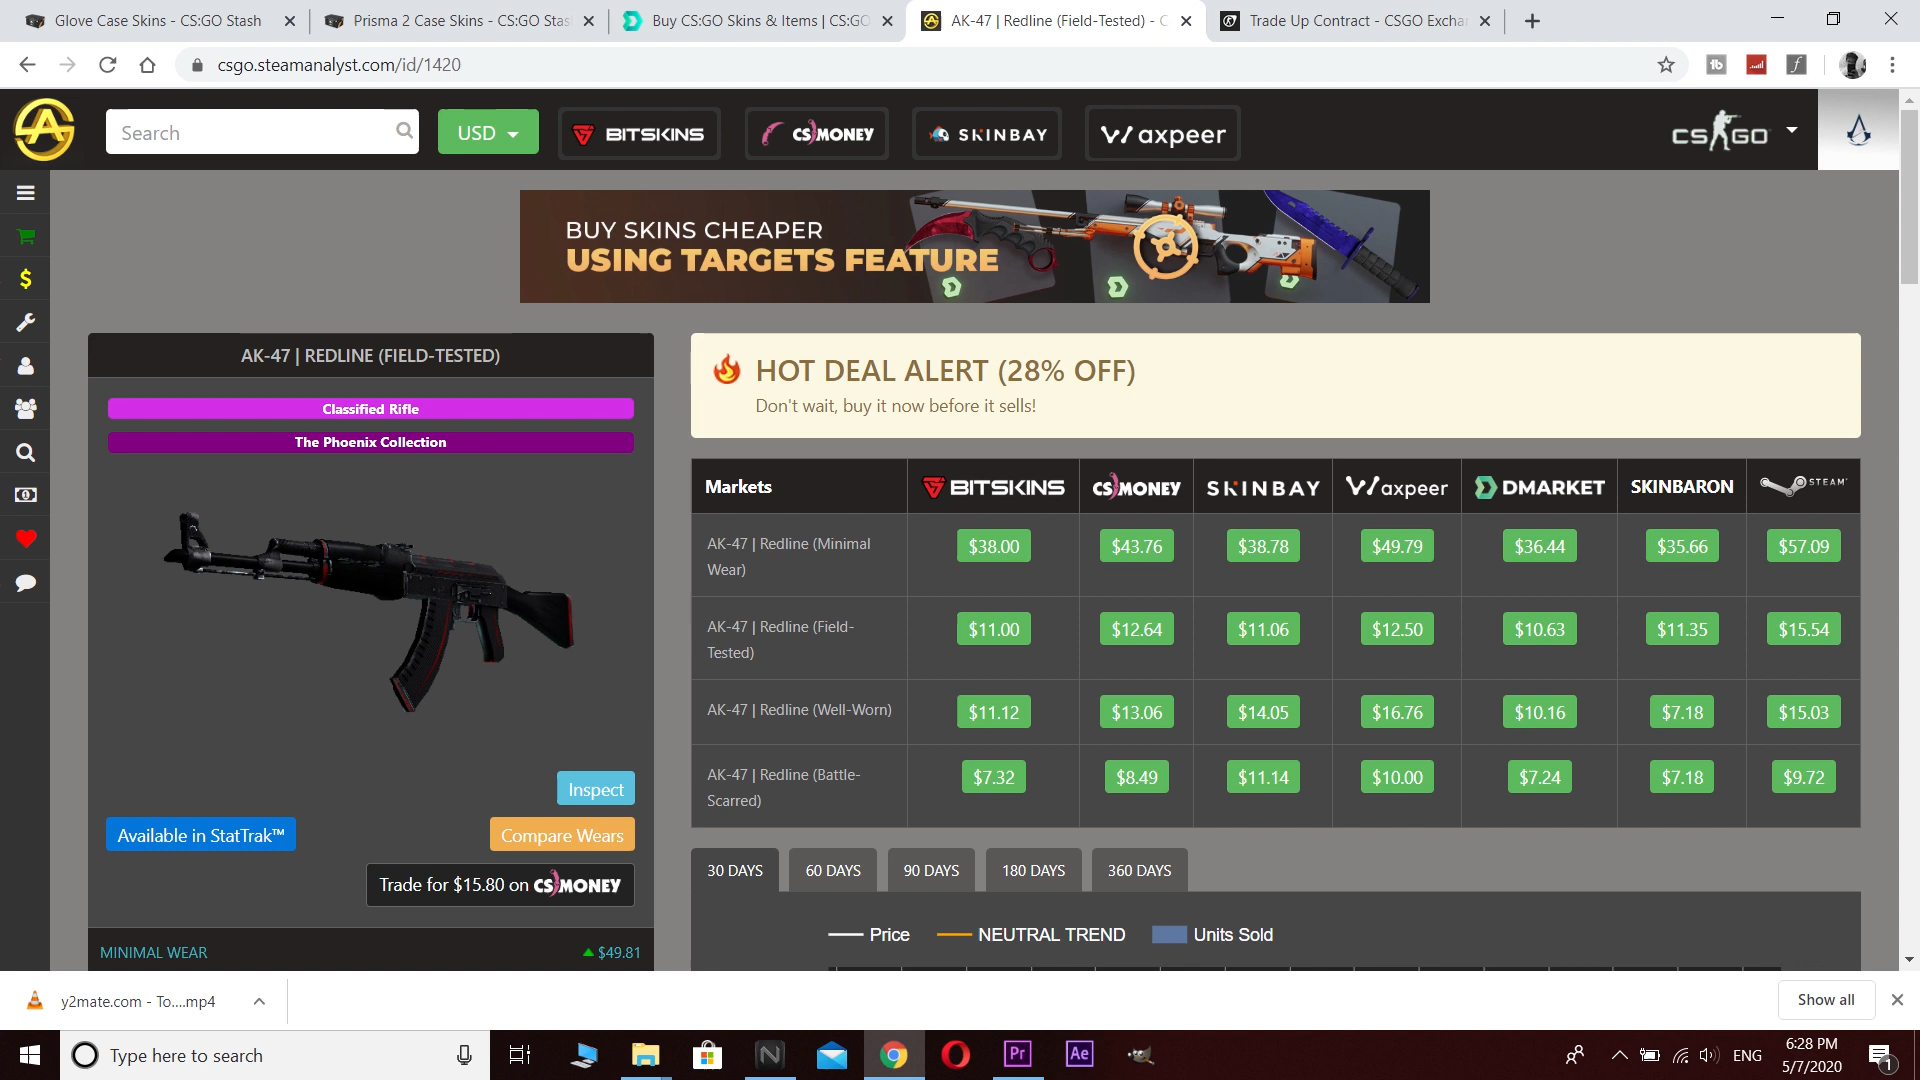 Glove Case Skins - CS:GO Stash
Prisma 2 Case Skins - CS:GO Stas
Buy CS:GO Skins & Items | CS:GO
AK-47 | Redline (Field-Tested) - C
Trade Up Contract - CSGO Exchan
csgo.steamanalyst.com/id/1420
Search
USD
BITSKINS
CS MONEY
SKINBAY
waxpeer
CS GO
BUY SKINS CHEAPER
USING TARGETS FEATURE
AK-47 | REDLINE (FIELD-TESTED)
Classified Rifle
The Phoenix Collection
Inspect
Available in StatTrak™
Compare Wears
Trade for $15.80 on CS MONEY
MINIMAL WEAR
$49.81
HOT DEAL ALERT (28% OFF)
Don't wait, buy it now before it sells!
Markets BITSKINS CS MONEY SKINBAY waxpeer DMARKET SKINBARON STEAM
AK-47 | Redline (Minimal
Wear)
$38.00 $43.76 $38.78 $49.79 $36.44 $35.66 $57.09
AK-47 | Redline (Field-
Tested)
$11.00 $12.64 $11.06 $12.50 $10.63 $11.35 $15.54
AK-47 | Redline (Well-Worn)
$11.12 $13.06 $14.05 $16.76 $10.16 $7.18 $15.03
AK-47 | Redline (Battle-
Scarred)
$7.32 $8.49 $11.14 $10.00 $7.24 $7.18 $9.72
30 DAYS
60 DAYS
90 DAYS
180 DAYS
360 DAYS
Price
NEUTRAL TREND
Units Sold
y2mate.com - To....mp4
Show all
Type here to search
Pr
Ae
ENG
6:28 PM
5/7/2020
1